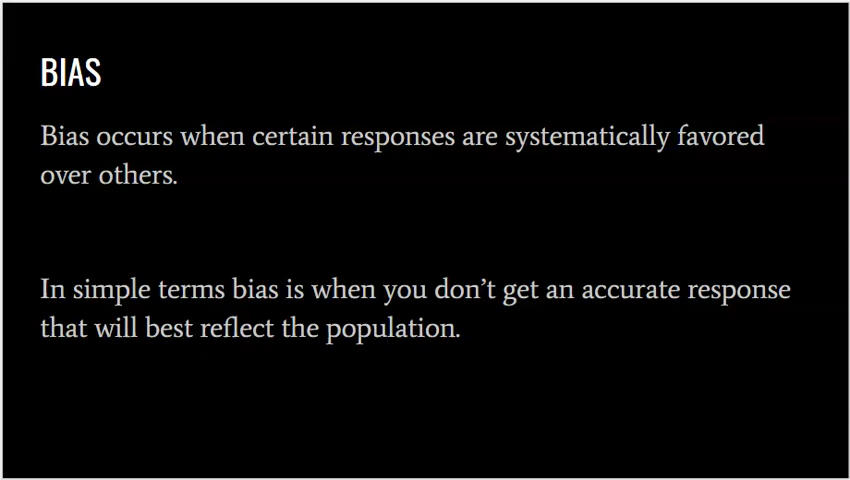 BIAS
Bias occurs when certain responses are systematically favored
over others.
In simple terms bias is when you don’t get an accurate response
that will best reflect the population.